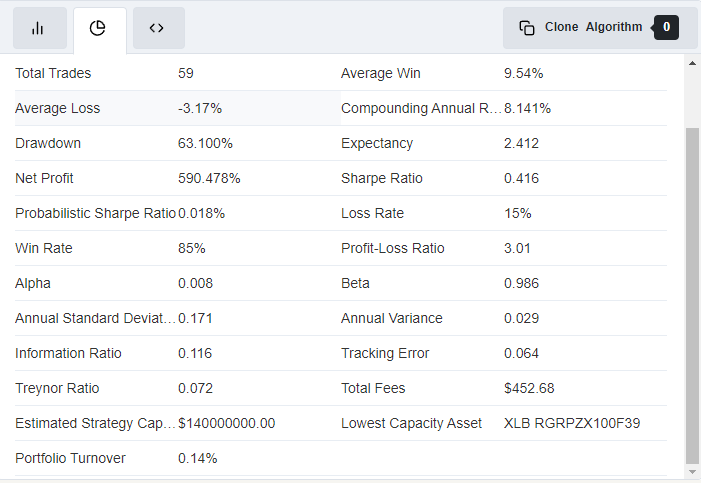 Clone Algorithm 0
Total Trades 59 Average Win 9.54%
Average Loss -3.17% Compounding Annual R... 8.141%
Drawdown 63.100% Expectancy 2.412
Net Profit 590.478% Sharpe Ratio 0.416
Probabilistic Sharpe Ratio 0.018% Loss Rate 15%
Win Rate 85% Profit-Loss Ratio 3.01
Alpha 0.008 Beta 0.986
Annual Standard Deviat... 0.171 Annual Variance 0.029
Information Ratio 0.116 Tracking Error 0.064
Treynor Ratio 0.072 Total Fees $452.68
Estimated Strategy Cap... $140000000.00 Lowest Capacity Asset XLB RGRPZX100F39
Portfolio Turnover 0.14%